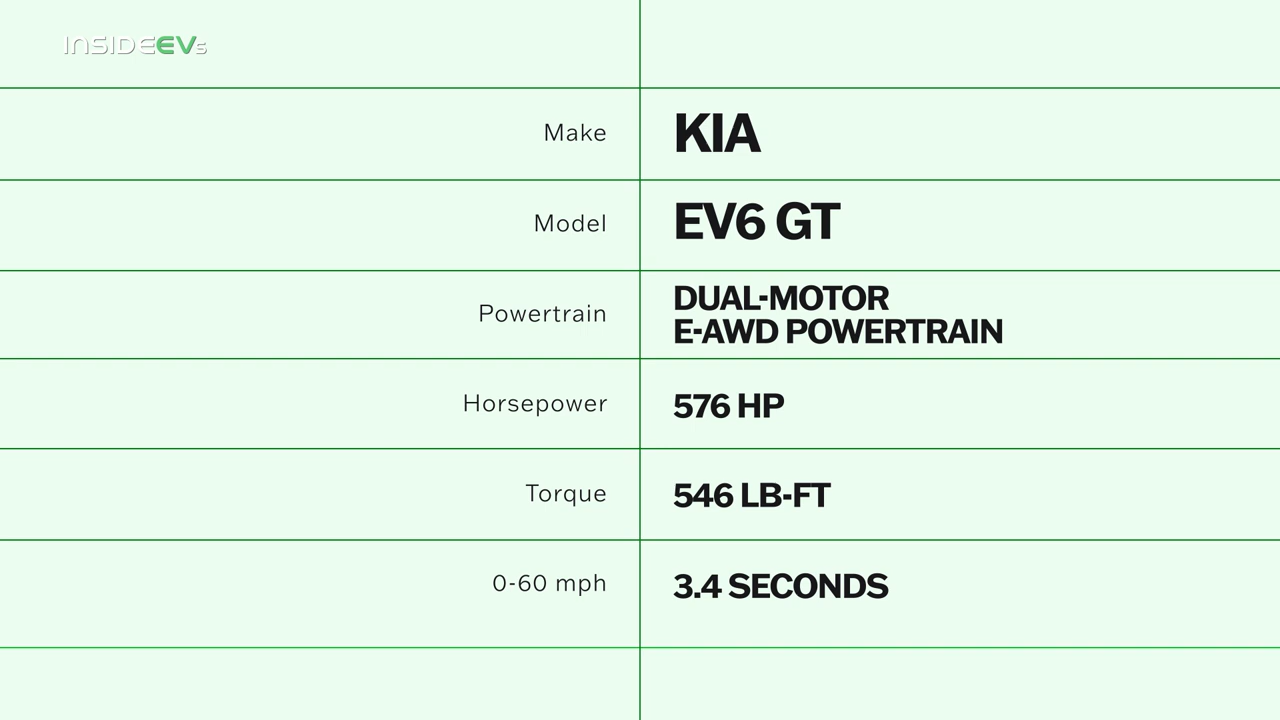 INSIDEEVs
Make
KIA
Model
EV6 GT
Powertrain
DUAL-MOTOR
E-AWD POWERTRAIN
Horsepower
576 HP
Torque
546 LB-FT
0-60 mph
3.4 SECONDS